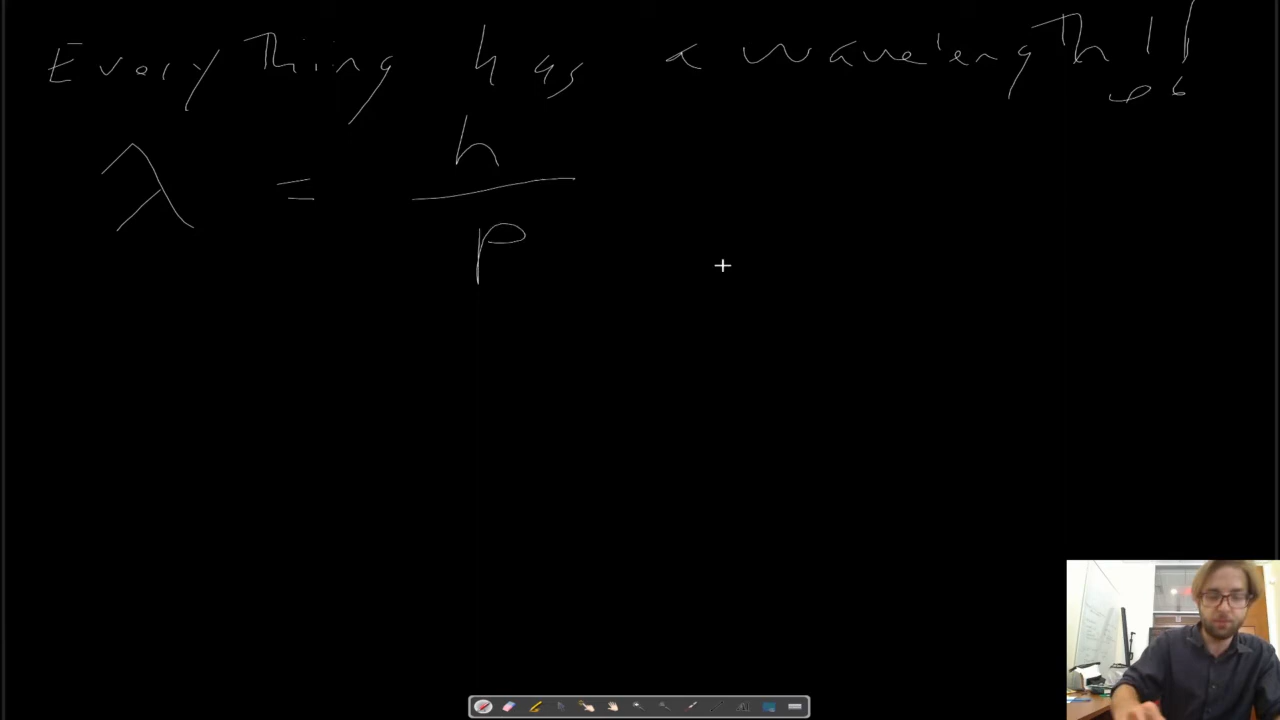 Everything has a wavelength!!
λ = h / p